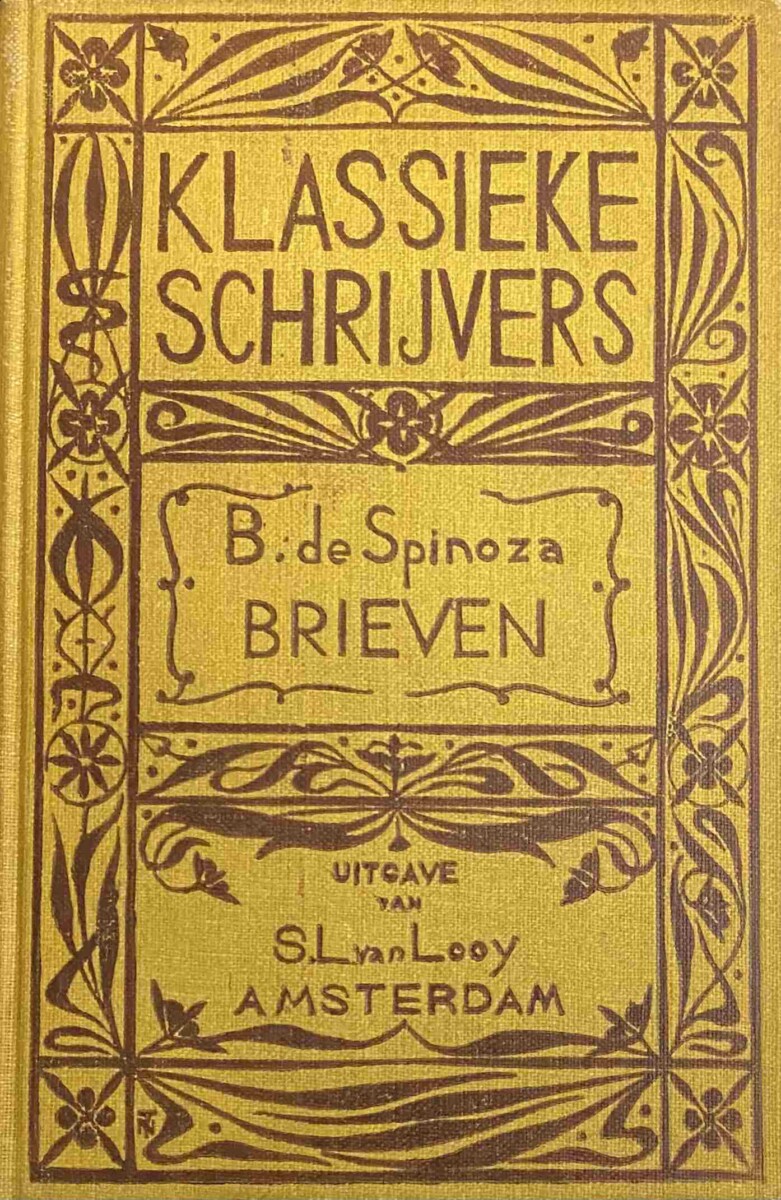 KLASSIEKE
SCHRIJVERS
B. de Spinoza
BRIEVEN
UITGAVE
VAN
S.L. van Looy
AMSTERDAM